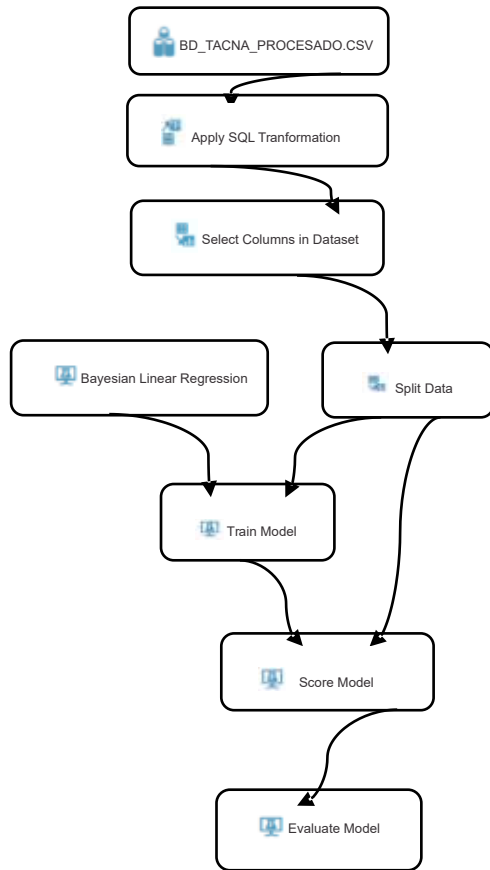 BD_TACNA_PROCESADO.CSV
Apply SQL Tranformation
Select Columns in Dataset
Bayesian Linear Regression
Split Data
Train Model
Score Model
Evaluate Model